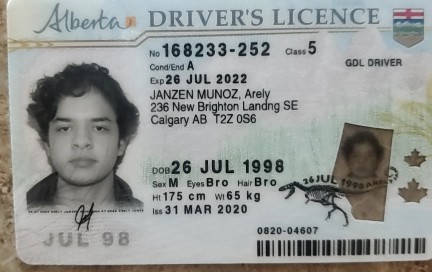 Alberta DRIVER'S LICENCE
No 168233-252 Class 5
Cond/End A GDL DRIVER
Exp 26 JUL 2022
JANZEN MUNOZ, Arely
236 New Brighton Landng SE
Calgary AB T2Z 0S6
DOB 26 JUL 1998
Sex M Eyes Bro Hair Bro
Ht 175 cm Wt 65 kg
Iss 31 MAR 2020
26 JUL 1998
JUL 98
0820-04607